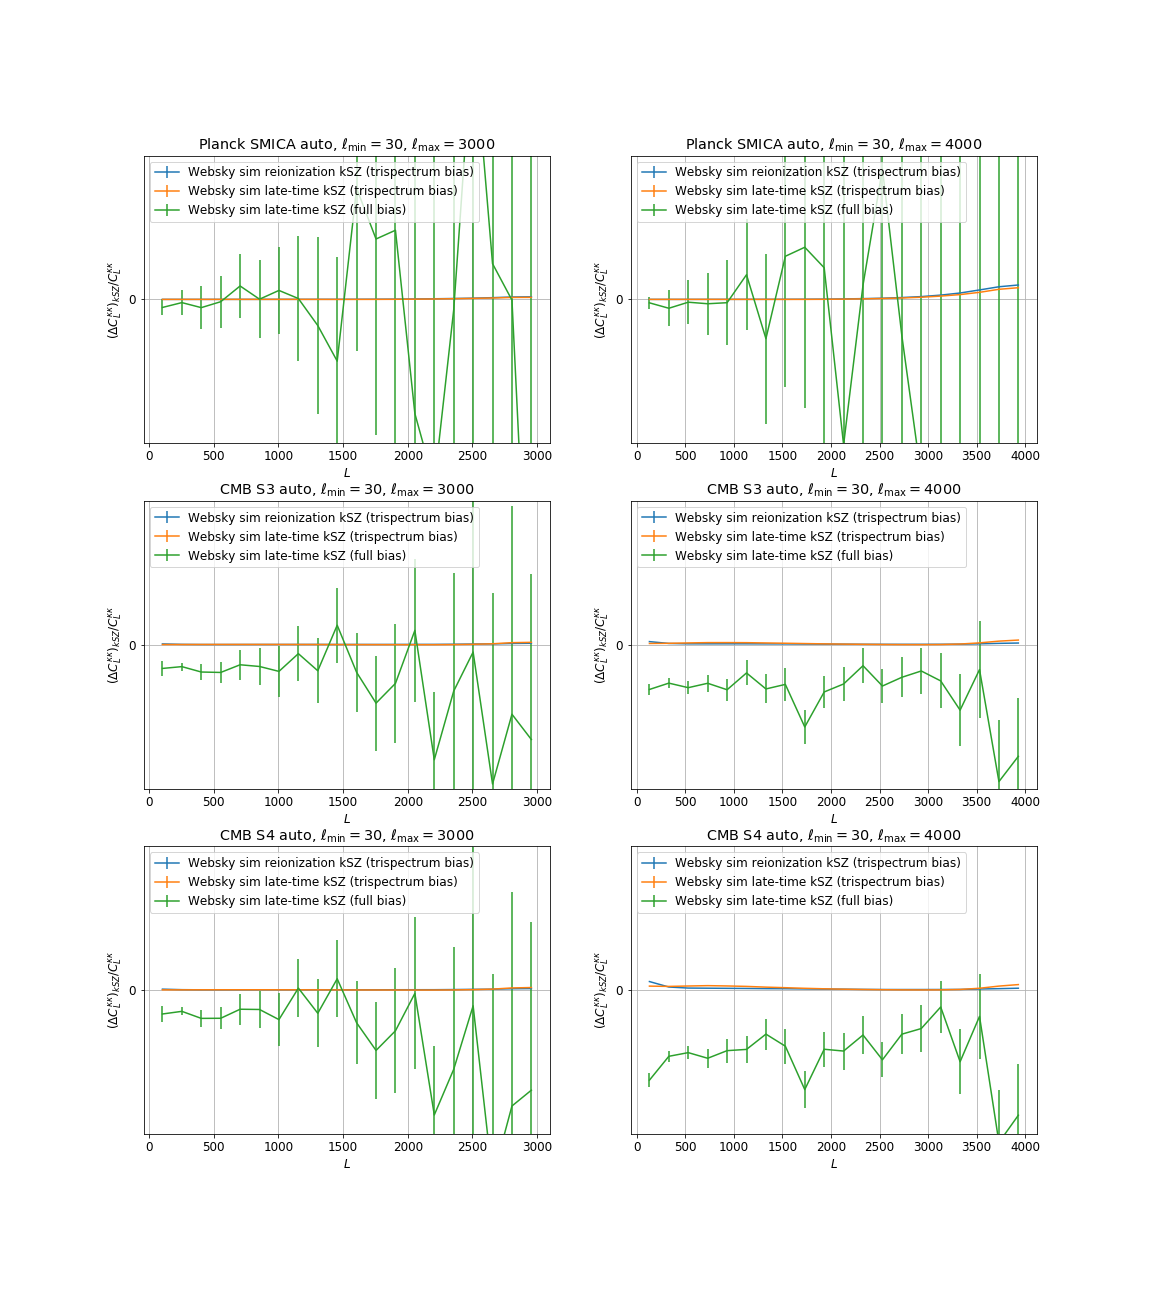 Planck SMICA auto, ℓmin = 30, ℓmax = 3000
Websky sim reionization kSZ (trispectrum bias)
Websky sim late-time kSZ (trispectrum bias)
Websky sim late-time kSZ (full bias)
(ΔC_L^κκ)_kSZ/C_L^κκ
0
0 500 1000 1500 2000 2500 3000
L
Planck SMICA auto, ℓmin = 30, ℓmax = 4000
Websky sim reionization kSZ (trispectrum bias)
Websky sim late-time kSZ (trispectrum bias)
Websky sim late-time kSZ (full bias)
(ΔC_L^κκ)_kSZ/C_L^κκ
0
0 500 1000 1500 2000 2500 3000 3500 4000
L
CMB S3 auto, ℓmin = 30, ℓmax = 3000
Websky sim reionization kSZ (trispectrum bias)
Websky sim late-time kSZ (trispectrum bias)
Websky sim late-time kSZ (full bias)
(ΔC_L^κκ)_kSZ/C_L^κκ
0
0 500 1000 1500 2000 2500 3000
L
CMB S3 auto, ℓmin = 30, ℓmax = 4000
Websky sim reionization kSZ (trispectrum bias)
Websky sim late-time kSZ (trispectrum bias)
Websky sim late-time kSZ (full bias)
(ΔC_L^κκ)_kSZ/C_L^κκ
0
0 500 1000 1500 2000 2500 3000 3500 4000
L
CMB S4 auto, ℓmin = 30, ℓmax = 3000
Websky sim reionization kSZ (trispectrum bias)
Websky sim late-time kSZ (trispectrum bias)
Websky sim late-time kSZ (full bias)
(ΔC_L^κκ)_kSZ/C_L^κκ
0
0 500 1000 1500 2000 2500 3000
L
CMB S4 auto, ℓmin = 30, ℓmax = 4000
Websky sim reionization kSZ (trispectrum bias)
Websky sim late-time kSZ (trispectrum bias)
Websky sim late-time kSZ (full bias)
(ΔC_L^κκ)_kSZ/C_L^κκ
0
0 500 1000 1500 2000 2500 3000 3500 4000
L